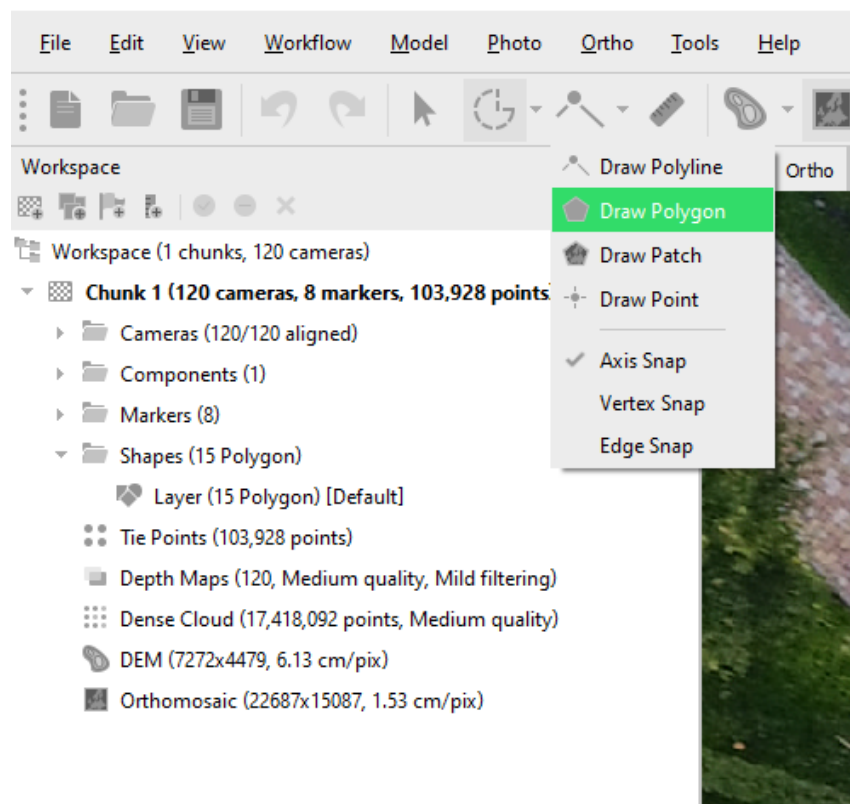 File Edit View Workflow Model Photo Ortho Tools Help
Workspace
Ortho
Draw Polyline
Draw Polygon
Draw Patch
Draw Point
Axis Snap
Vertex Snap
Edge Snap
Workspace (1 chunks, 120 cameras)
Chunk 1 (120 cameras, 8 markers, 103,928 points)
Cameras (120/120 aligned)
Components (1)
Markers (8)
Shapes (15 Polygon)
Layer (15 Polygon) [Default]
Tie Points (103,928 points)
Depth Maps (120, Medium quality, Mild filtering)
Dense Cloud (17,418,092 points, Medium quality)
DEM (7272x4479, 6.13 cm/pix)
Orthomosaic (22687x15087, 1.53 cm/pix)